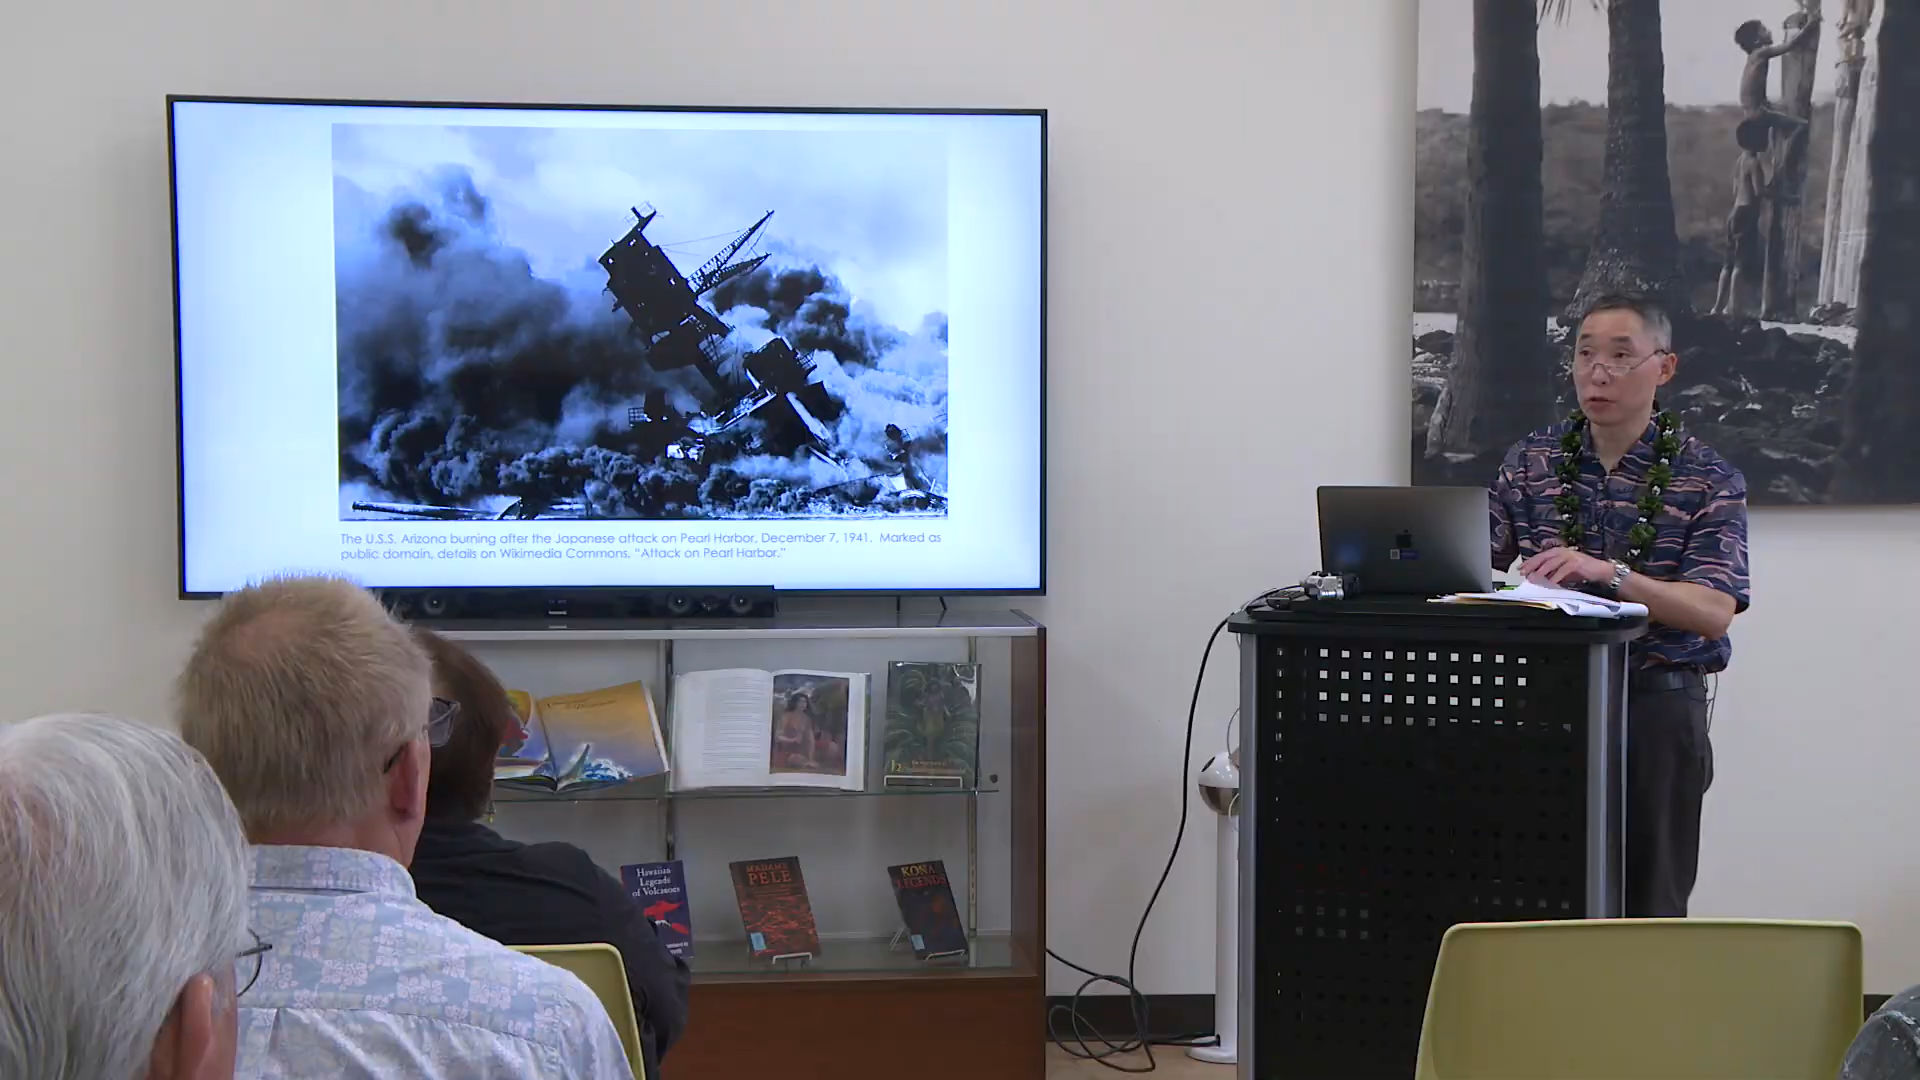 The U.S.S. Arizona burning after the Japanese attack on Pearl Harbor, December 7, 1941. Marked as
public domain, details on Wikimedia Commons, "Attack on Pearl Harbor."
Hawaiian
Legends
of Volcanoes
MADAME
PELE
KONA
LEGENDS